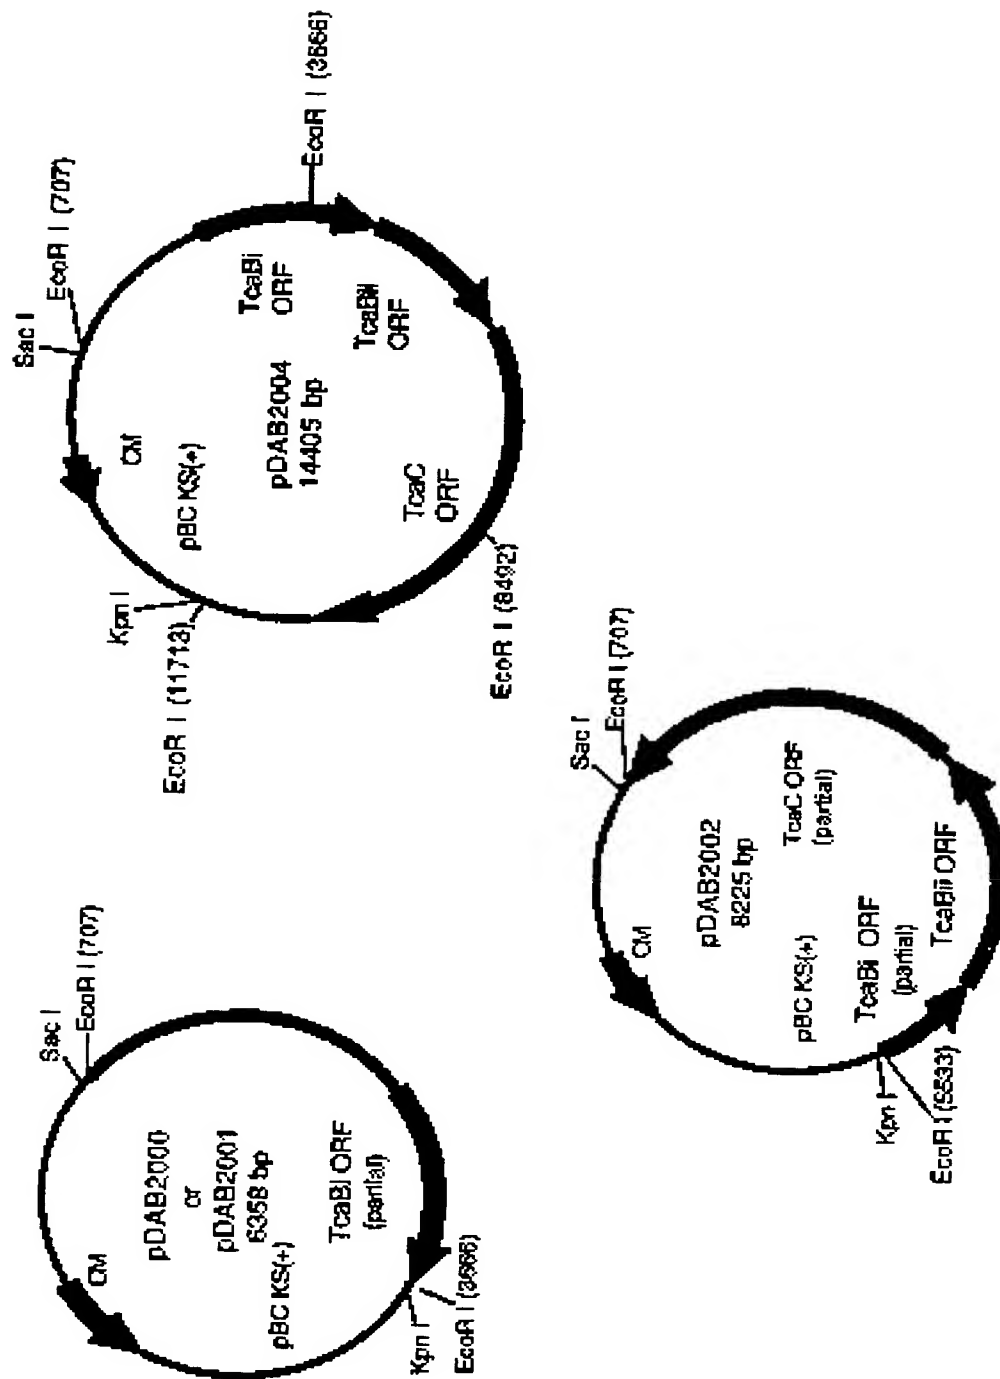 Sac I
EcoR I (707)
CM
pDAB2000
or
pDAB2001
6358 bp
pBC KS(+)
TcaBi ORF
(partial)
Kpn I
EcoR I (3666)
Sac I
EcoR I (707)
CM
pBC KS(+)
TcaBi
ORF
EcoR I (3666)
TcaBii
ORF
pDAB2004
14405 bp
TcaC
ORF
Kpn I
EcoR I (11713)
EcoR I (8492)
Sac I
EcoR I (707)
CM
pDAB2002
8225 bp
pBC KS(+)
TcaC ORF
(partial)
TcaBi ORF
(partial)
TcaBii ORF
Kpn I
EcoR I (5533)